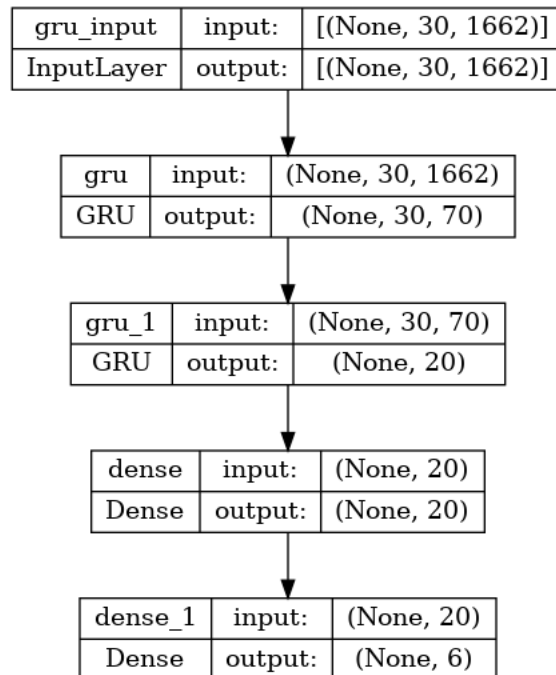 gru_input input: [(None, 30, 1662)]
InputLayer output: [(None, 30, 1662)]
gru input: (None, 30, 1662)
GRU output: (None, 30, 70)
gru_1 input: (None, 30, 70)
GRU output: (None, 20)
dense input: (None, 20)
Dense output: (None, 20)
dense_1 input: (None, 20)
Dense output: (None, 6)